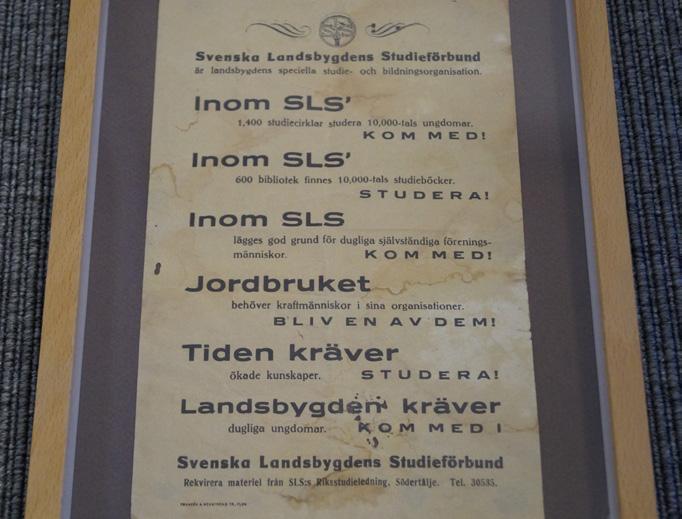 Svenska Landsbygdens Studieförbund
är landsbygdens speciella studie- och bildningsorganisation.
Inom SLS'
1,400 studiecirklar studera 10,000-tals ungdomar.
KOM MED!
Inom SLS'
600 bibliotek finnes 10,000-tals studieböcker.
STUDERA!
Inom SLS
lägges god grund för dugliga självständiga förenings-
människor. KOM MED!
Jordbruket
behöver kraftmänniskor i sina organisationer.
BLIV EN AV DEM!
Tiden kräver
ökade kunskaper. STUDERA!
Landsbygden kräver
dugliga ungdomar. KOM MED!
Svenska Landsbygdens Studieförbund
Rekvirera materiel från SLS:s Riksstudieledning, Södertälje. Tel. 30535.